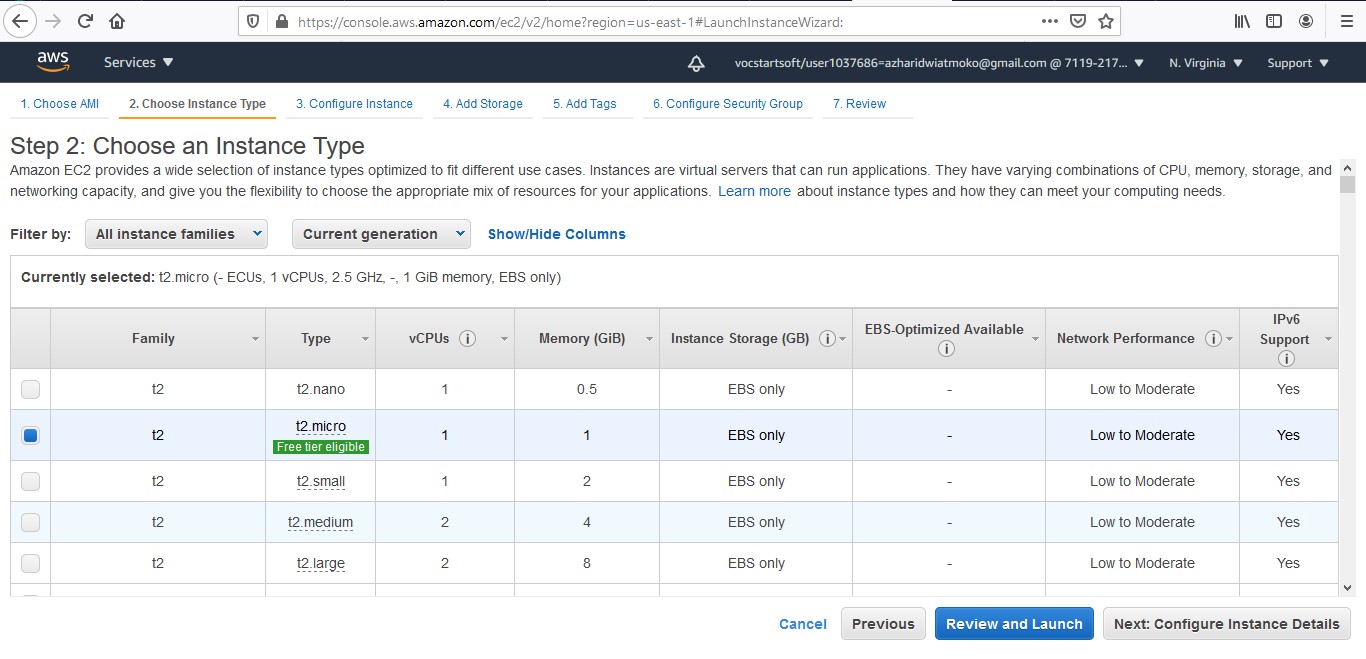 https://console.aws.amazon.com/ec2/v2/home?region=us-east-1#LaunchInstanceWizard:
aws Services vocstartsoft/user1037686=azharidwiatmoko@gmail.com @ 7119-217... N. Virginia Support
1. Choose AMI 2. Choose Instance Type 3. Configure Instance 4. Add Storage 5. Add Tags 6. Configure Security Group 7. Review
Step 2: Choose an Instance Type
Amazon EC2 provides a wide selection of instance types optimized to fit different use cases. Instances are virtual servers that can run applications. They have varying combinations of CPU, memory, storage, and
networking capacity, and give you the flexibility to choose the appropriate mix of resources for your applications. Learn more about instance types and how they can meet your computing needs.
Filter by: All instance families Current generation Show/Hide Columns
Currently selected: t2.micro (- ECUs, 1 vCPUs, 2.5 GHz, -, 1 GiB memory, EBS only)
Family Type vCPUs i Memory (GiB) Instance Storage (GB) i EBS-Optimized Available i Network Performance i IPv6 Support i
t2 t2.nano 1 0.5 EBS only - Low to Moderate Yes
t2 t2.micro 1 1 EBS only - Low to Moderate Yes
Free tier eligible
t2 t2.small 1 2 EBS only - Low to Moderate Yes
t2 t2.medium 2 4 EBS only - Low to Moderate Yes
t2 t2.large 2 8 EBS only - Low to Moderate Yes
Cancel Previous Review and Launch Next: Configure Instance Details